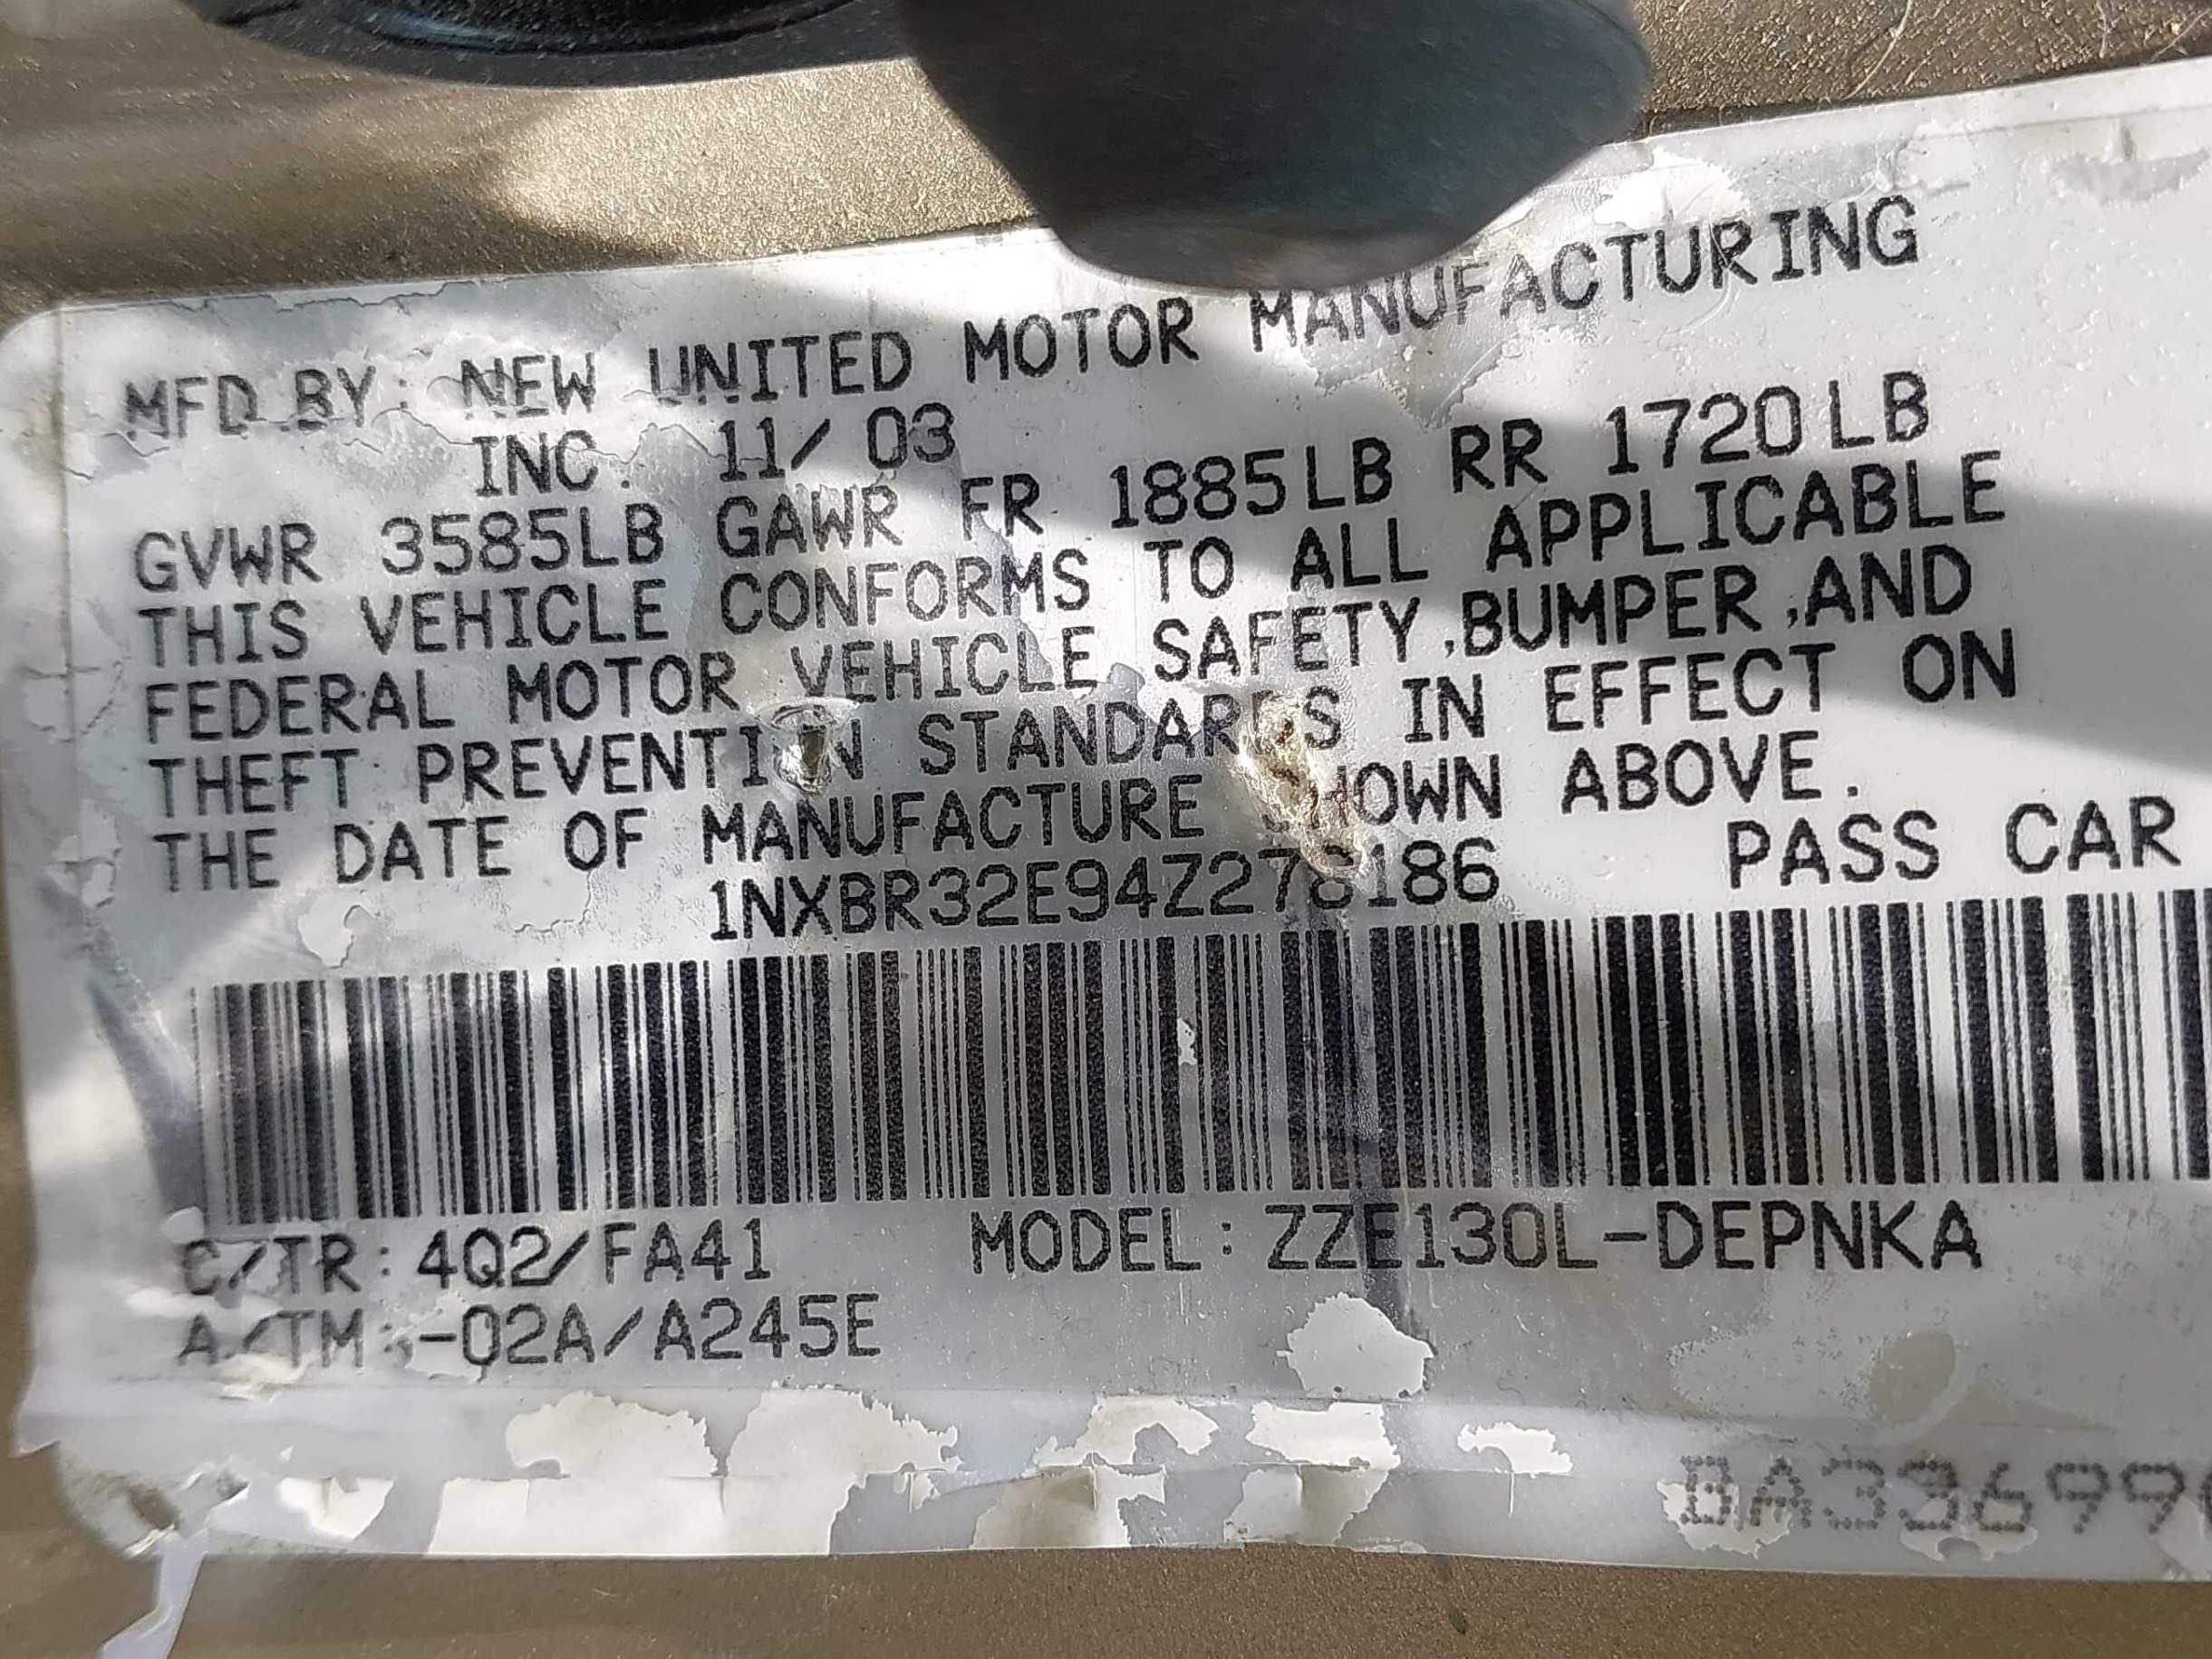 MFD BY: NEW UNITED MOTOR MANUFACTURING
INC. 11/03
GVWR 3585LB GAWR FR 1885LB RR 1720LB
THIS VEHICLE CONFORMS TO ALL APPLICABLE
FEDERAL MOTOR VEHICLE SAFETY,BUMPER,AND
THEFT PREVENTION STANDARDS IN EFFECT ON
THE DATE OF MANUFACTURE SHOWN ABOVE.
1NXBR32E94Z278186 PASS CAR
C/TR: 4Q2/FA41 MODEL: ZZE130L-DEPNKA
A/TM: -02A/A245E